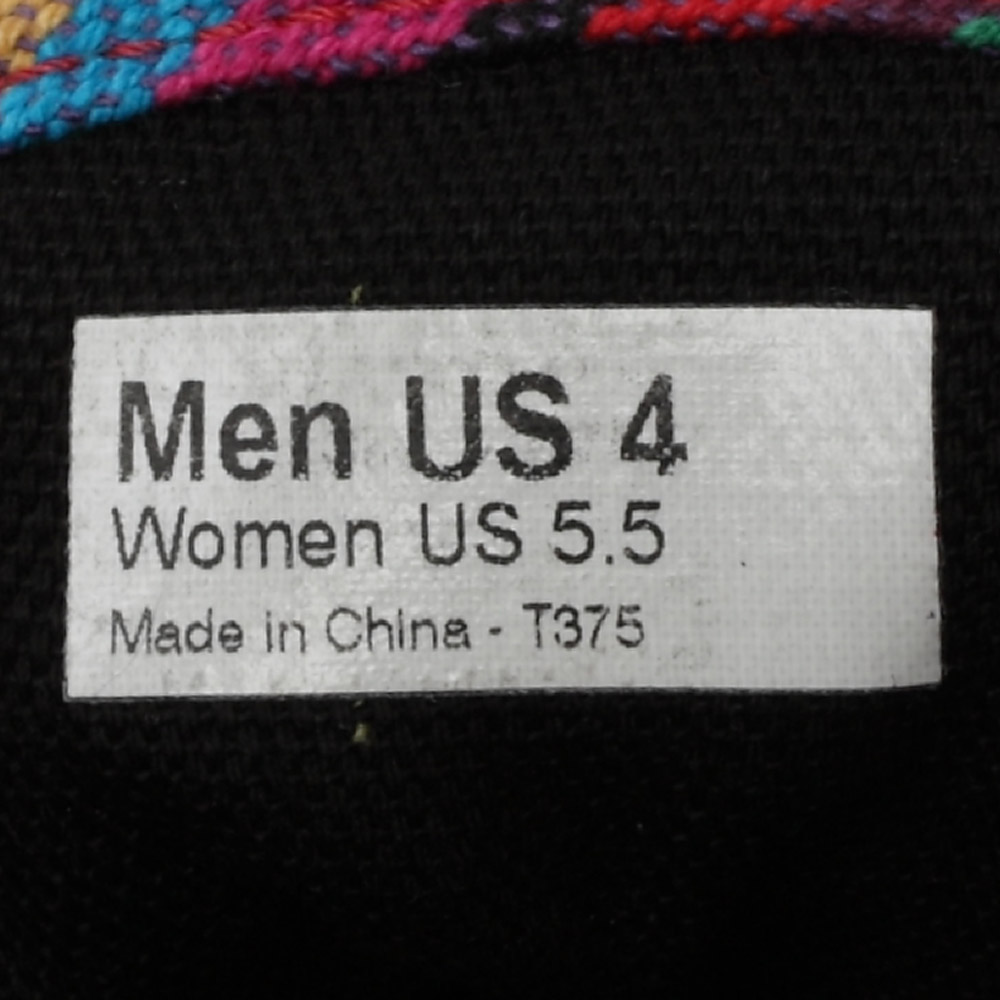 Men US 4
Women US 5.5
Made in China - T375